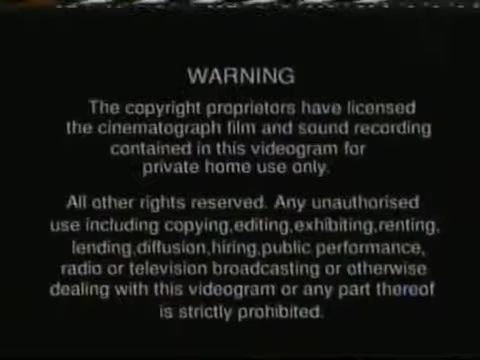 WARNING
The copyright proprietors have licensed
the cinematograph film and sound recording
contained in this videogram for
private home use only.
All other rights reserved. Any unauthorised
use including copying,editing,exhibiting,renting,
lending,diffusion,hiring,public performance,
radio or television broadcasting or otherwise
dealing with this videogram or any part thereof
is strictly prohibited.